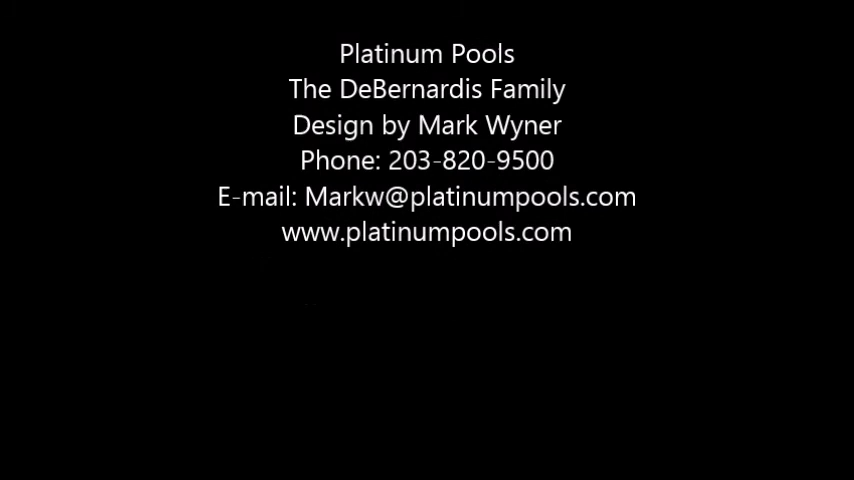 Platinum Pools
The DeBernardis Family
Design by Mark Wyner
Phone: 203-820-9500
E-mail: Markw@platinumpools.com
www.platinumpools.com